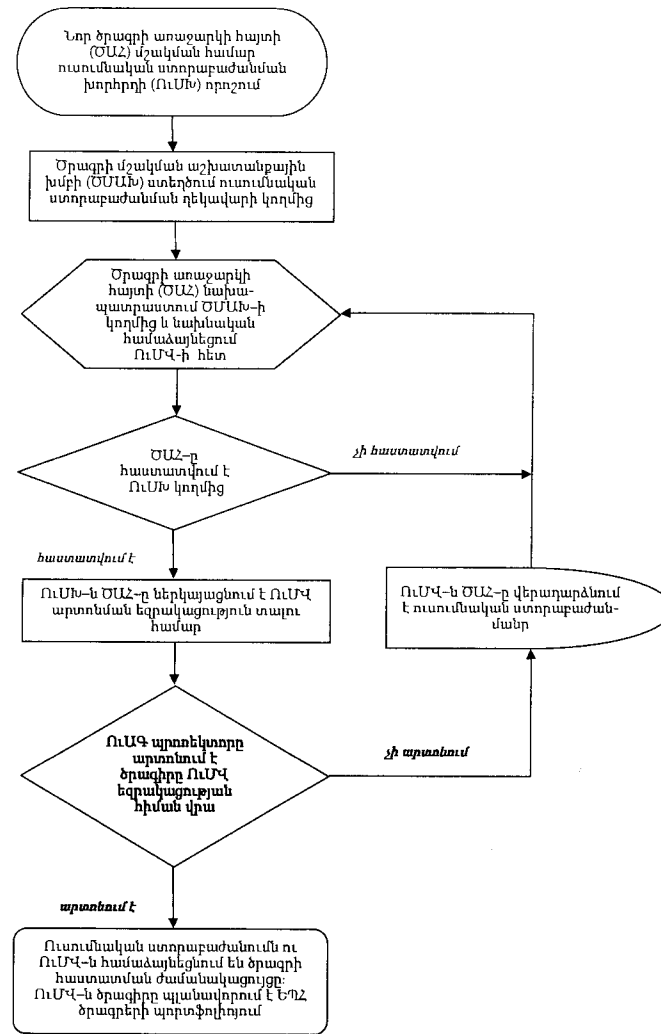 Նոր ծրագրի առաջարկի հայտի
(ԾԱՀ) մշակման համար
ուսումնական ստորաբաժանման
խորհրդի (ՈւՍԽ) որոշում
Ծրագրի մշակման աշխատանքային
խմբի (ԾՄԱԽ) ստեղծում ուսումնական
ստորաբաժանման ղեկավարի կողմից
Ծրագրի առաջարկի
հայտի (ԾԱՀ) նախա-
պատրաստում ԾՄԱԽ–ի
կողմից և նախնական
համաձայնեցում
ՈւՄՎ-ի հետ
ԾԱՀ–ը
հաստատվում է
ՈւՍԽ կողմից
չի հաստատվում
հաստատվում է
ՈւՍԽ–ն ԾԱՀ–ը ներկայացնում է ՈւՄՎ
արտոնման եզրակացություն տալու
համար
ՈւՄՎ–ն ԾԱՀ–ը վերադարձնում
է ուսումնական ստորաբաժան-
մանր
ՈւԱԳ պրոռեկտորը
արտոնում է
ծրագիրը ՈւՄՎ
եզրակացության
հիման վրա
չի արտոնում
արտոնում է
Ուսումնական ստորաբաժանումն ու
ՈւՄՎ–ն համաձայնեցնում են ծրագրի
հաստատման ժամանակացույցը:
ՈւՄՎ–ն ծրագիրը պլանավորում է ԵՊՀ
ծրագրերի պորտֆոլիոյում